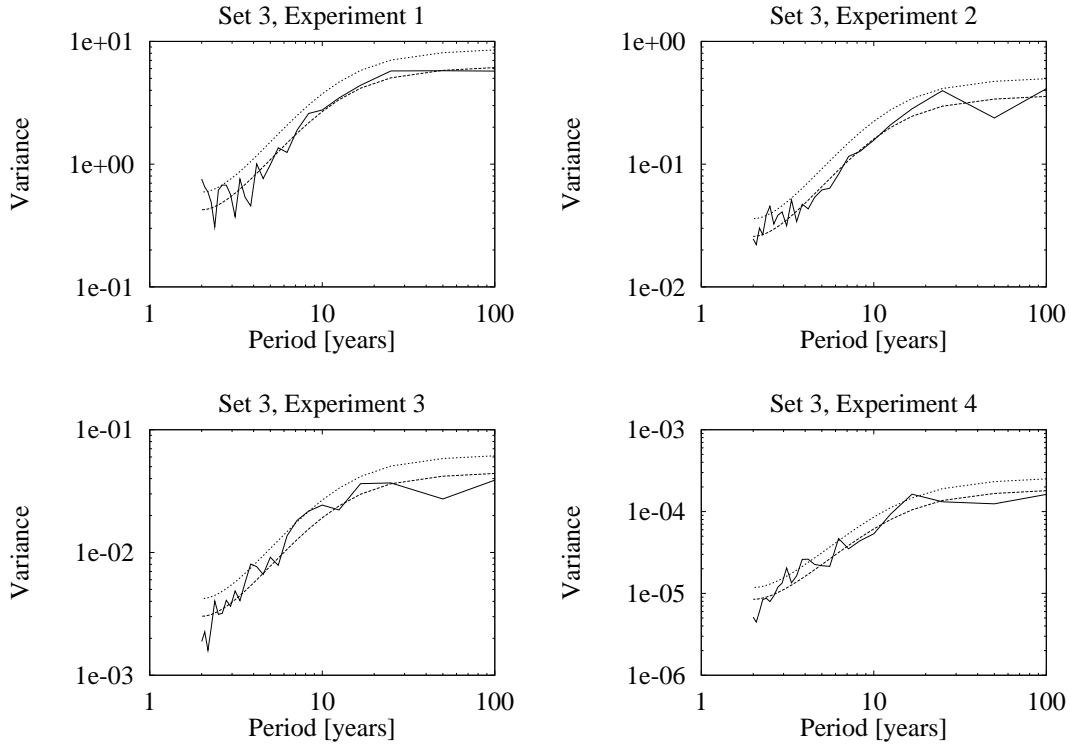 Set 3, Experiment 1
Set 3, Experiment 2
1e+01
1e+00
1e-01
Variance
1 10 100
Period [years]
1e+00
1e-01
1e-02
Variance
1 10 100
Period [years]
Set 3, Experiment 3
Set 3, Experiment 4
1e-01
1e-02
1e-03
Variance
1 10 100
Period [years]
1e-03
1e-04
1e-05
1e-06
Variance
1 10 100
Period [years]